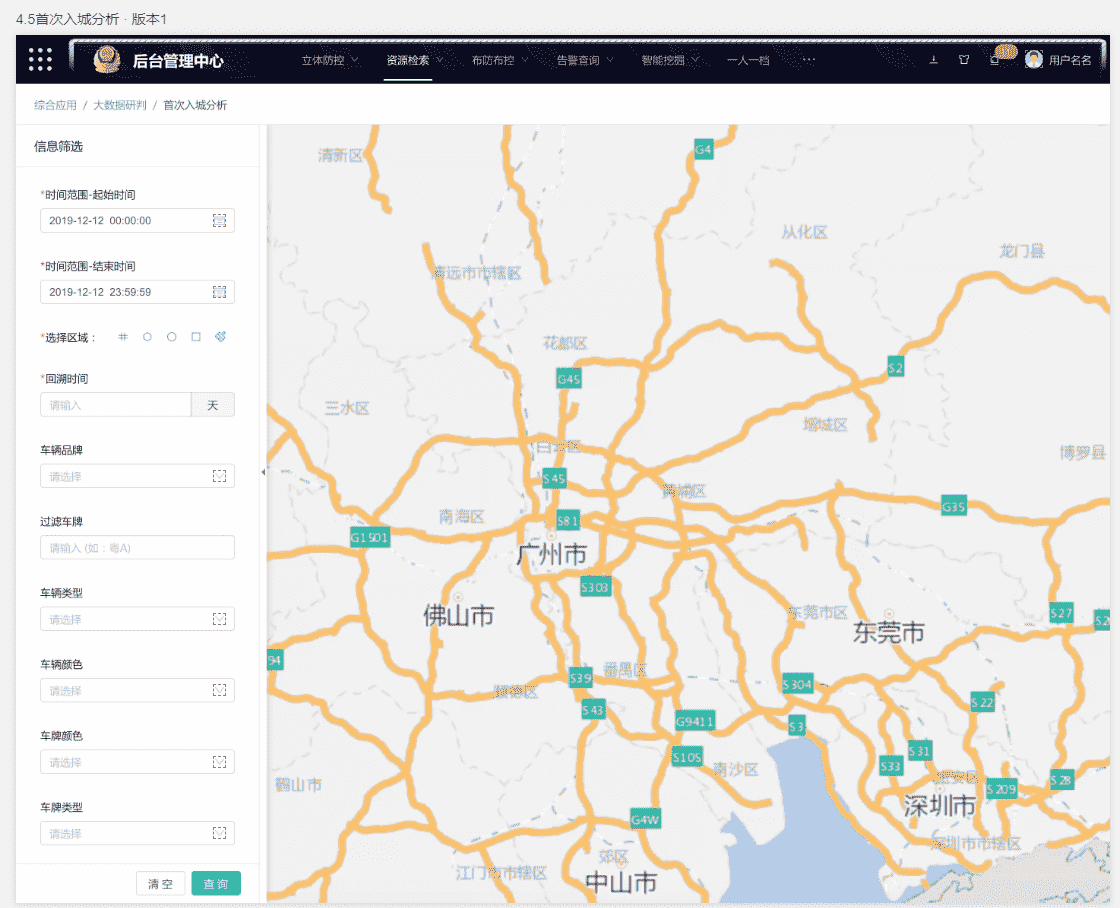 4.5首次入城分析 · 版本1
后台管理中心 立体防控 资源检索 布防布控 告警查询 智能挖掘 一人一档 ··· 用户名名
综合应用 / 大数据研判 / 首次入城分析
信息筛选
*时间范围-起始时间
2019-12-12 00:00:00
*时间范围-结束时间
2019-12-12 23:59:59
*选择区域：
*回溯时间
请输入 天
车辆品牌
请选择
过滤车牌
请输入 (如：粤A)
车辆类型
请选择
车辆颜色
请选择
车牌颜色
请选择
车牌类型
请选择
清 空 查 询
清新区
G4
从化区
龙门县
清远市市辖区
花都区
S2
G45
三水区
增城区
白云区
博罗县
S45
黄埔区
G35
南海区
S81
G1501
广州市
S303
佛山市
东莞市区
S27
东莞市
94
番禺区
S39
S304
顺德区
S22
S43
G9411
S3
S31
S105
南沙区
S33
宝安区
S28
鹤山市
S209
深圳市
G4W
深圳市市辖区
郊区
江门市市辖区
中山市